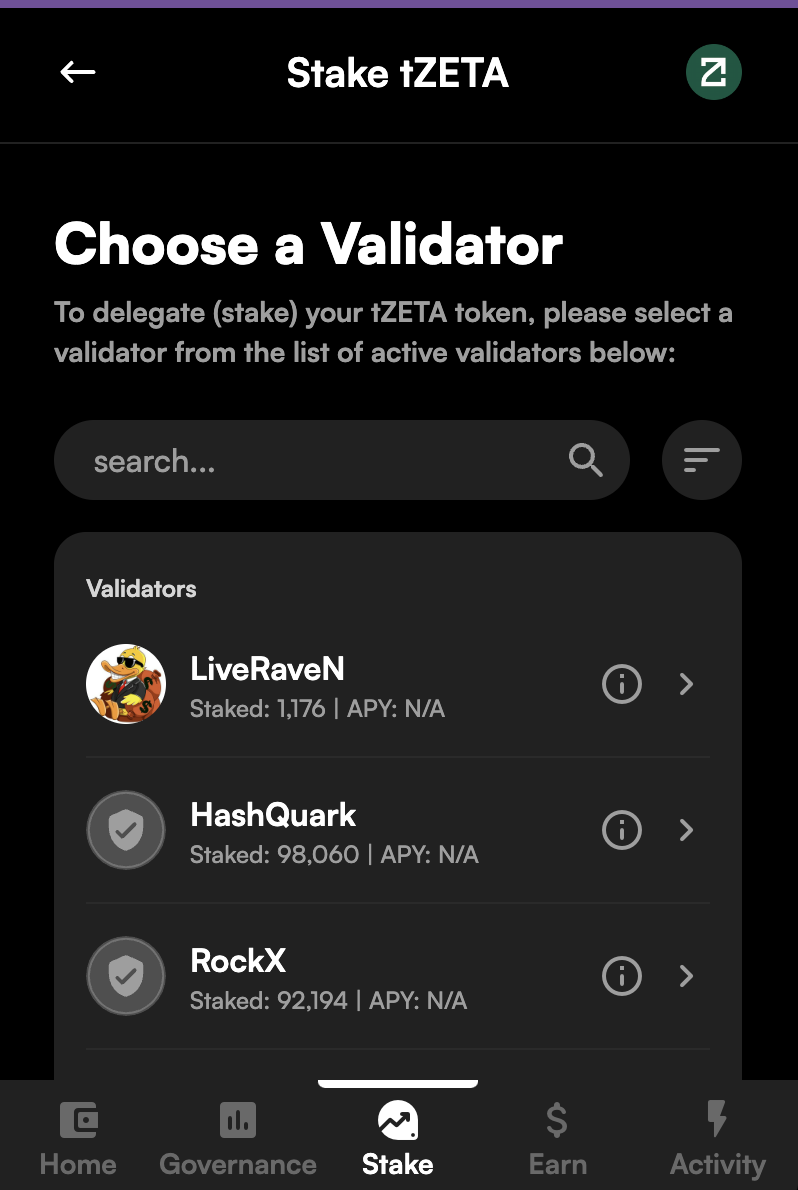 Stake tZETA
Choose a Validator
To delegate (stake) your tZETA token, please select a
validator from the list of active validators below:
search...
Validators
LiveRaveN
Staked: 1,176 | APY: N/A
HashQuark
Staked: 98,060 | APY: N/A
RockX
Staked: 92,194 | APY: N/A
Home Governance Stake Earn Activity